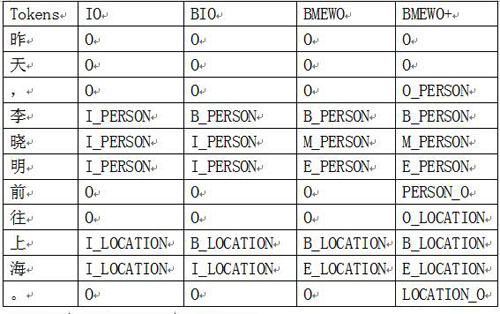 Tokens IO BIO BMEWO BMEWO+
昨 O O O O
天 O O O O
， O O O O_PERSON
李 I_PERSON B_PERSON B_PERSON B_PERSON
晓 I_PERSON I_PERSON M_PERSON M_PERSON
明 I_PERSON I_PERSON E_PERSON E_PERSON
前 O O O PERSON_O
往 O O O O_LOCATION
上 I_LOCATION B_LOCATION B_LOCATION B_LOCATION
海 I_LOCATION I_LOCATION E_LOCATION E_LOCATION
。 O O O LOCATION_O